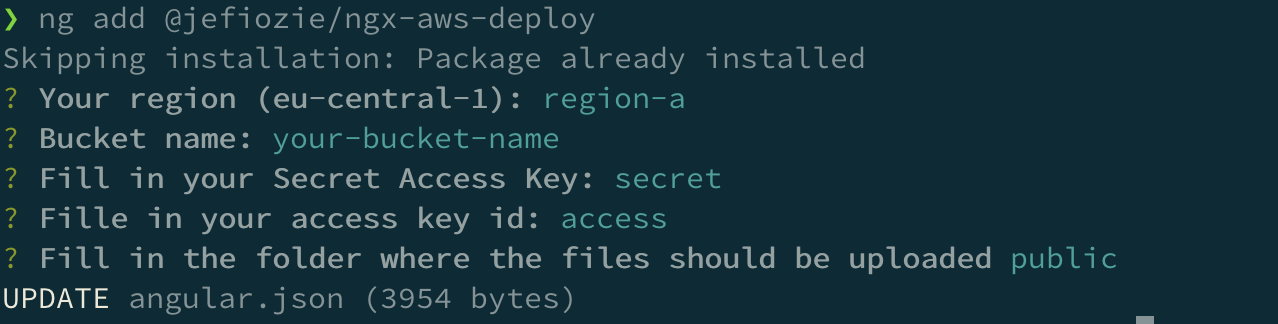 ❯ ng add @jefiozie/ngx-aws-deploy
Skipping installation: Package already installed
? Your region (eu-central-1): region-a
? Bucket name: your-bucket-name
? Fill in your Secret Access Key: secret
? Fille in your access key id: access
? Fill in the folder where the files should be uploaded public
UPDATE angular.json (3954 bytes)